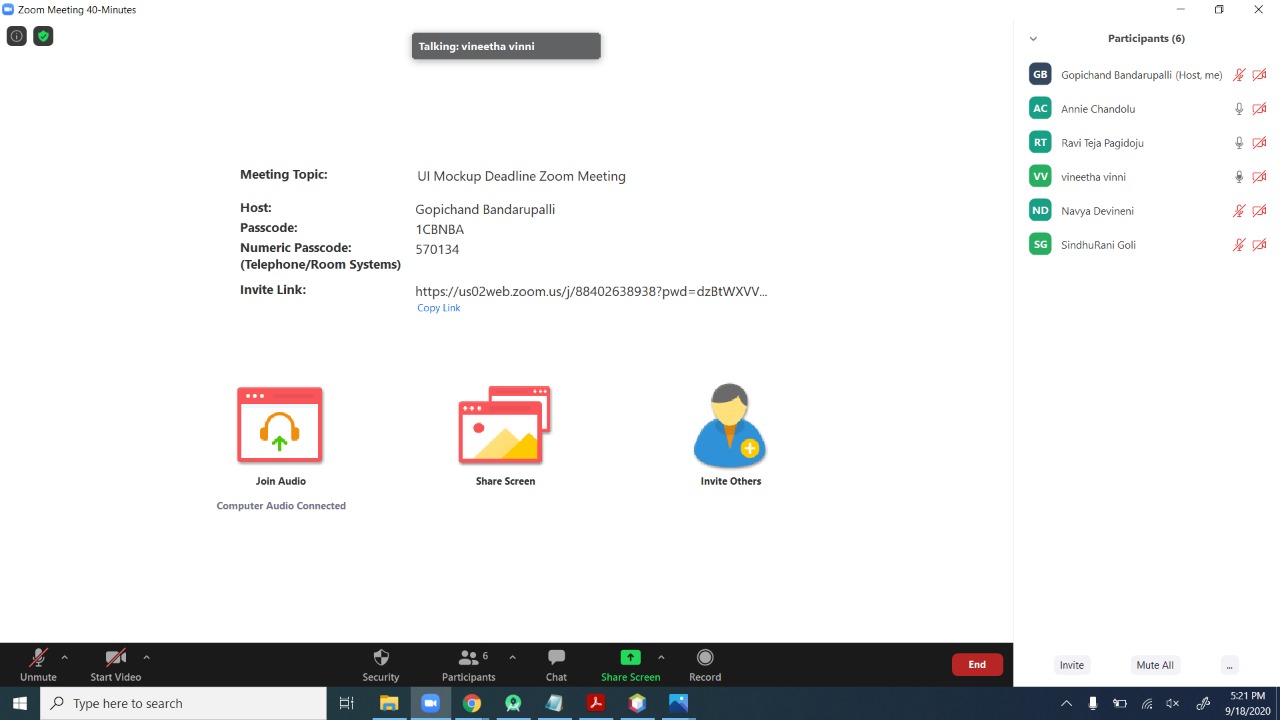 Zoom Meeting 40-Minutes
Talking: vineetha vinni
Participants (6)
GB Gopichand Bandarupalli (Host, me)
AC Annie Chandolu
RT Ravi Teja Pagidoju
VV vineetha vinni
ND Navya Devineni
SG SindhuRani Goli
Meeting Topic: UI Mockup Deadline Zoom Meeting
Host: Gopichand Bandarupalli
Passcode: 1CBNBA
Numeric Passcode: 570134
(Telephone/Room Systems)
Invite Link: https://us02web.zoom.us/j/88402638938?pwd=dzBtWXVV...
Copy Link
Join Audio
Share Screen
Invite Others
Computer Audio Connected
Unmute
Start Video
Security
6
Participants
Chat
Share Screen
Record
End
Invite
Mute All
...
Type here to search
5:21 PM
9/18/2020